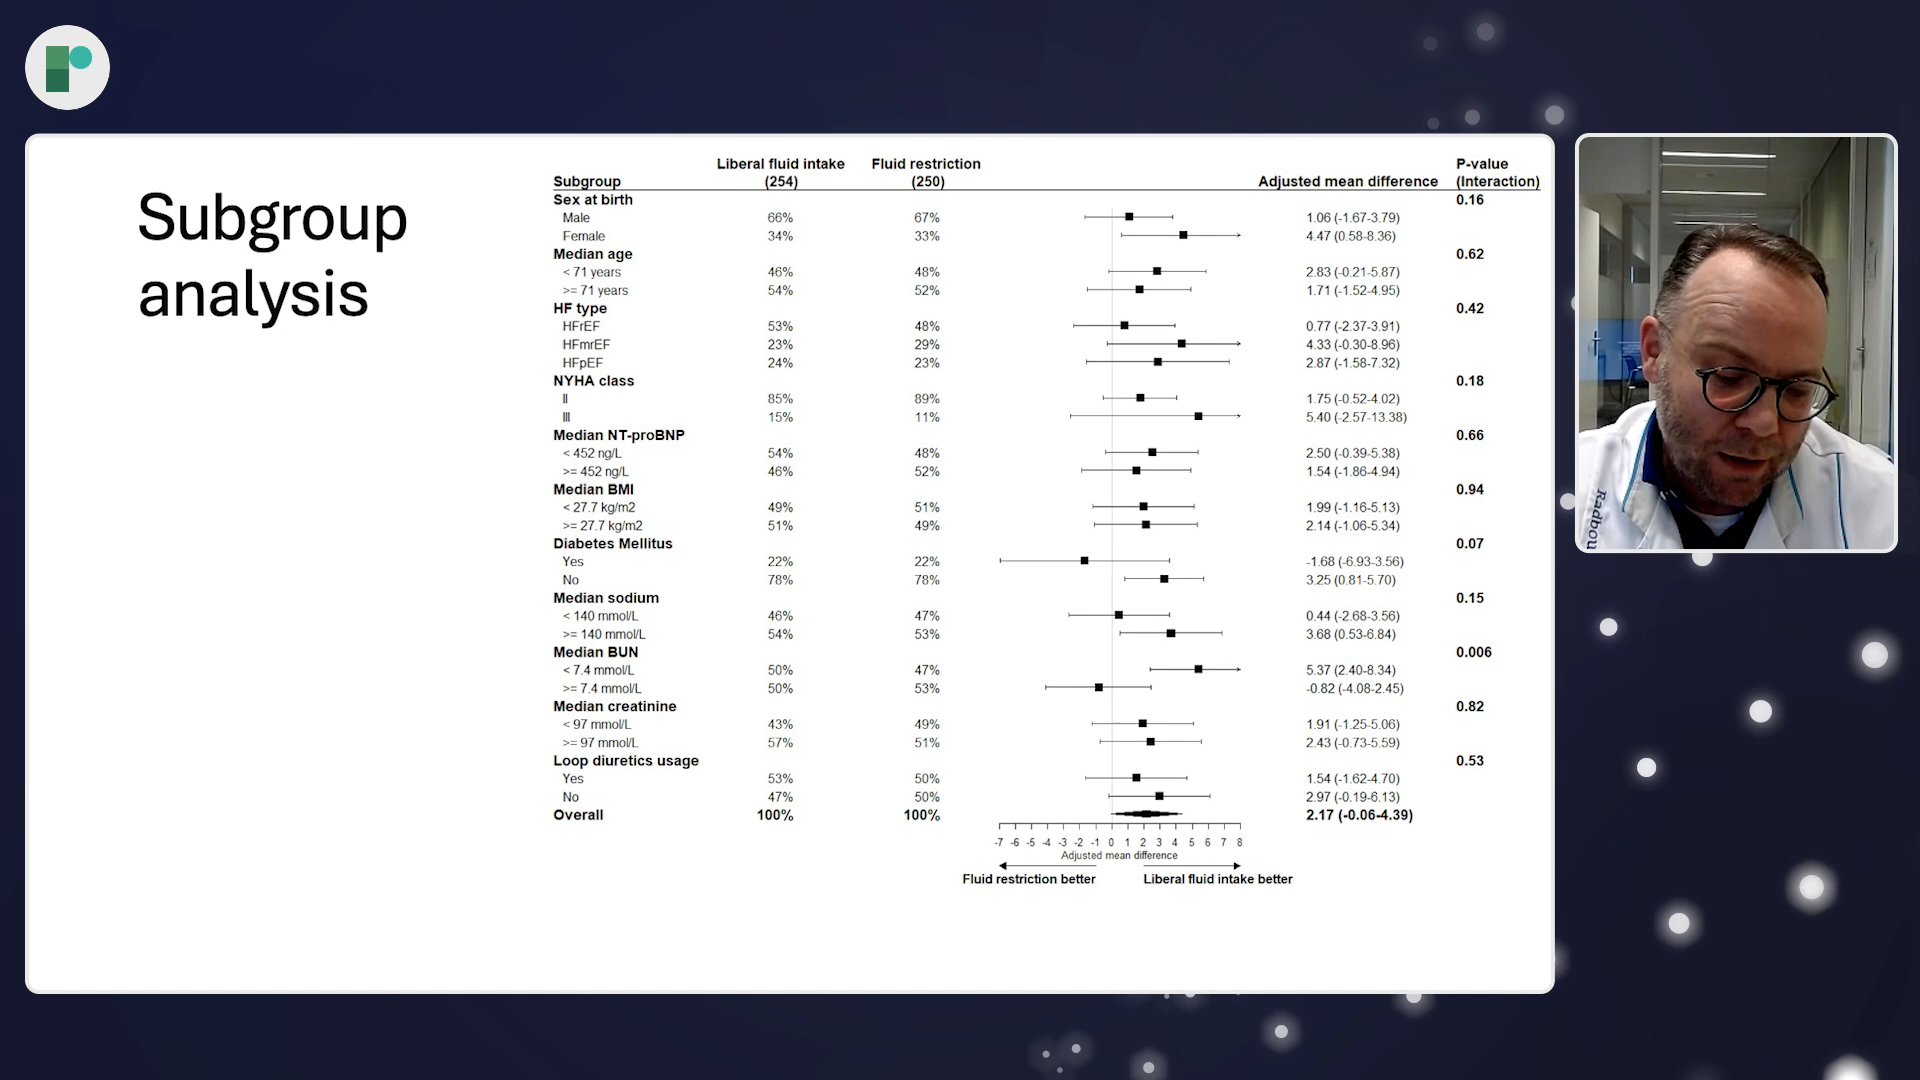 Subgroup
analysis
Liberal fluid intake Fluid restriction P-value
Subgroup (254) (250) Adjusted mean difference (Interaction)
Sex at birth 0.16
Male 66% 67% 1.06 (-1.67-3.79)
Female 34% 33% 4.47 (0.58-8.36)
Median age 0.62
< 71 years 46% 48% 2.83 (-0.21-5.87)
>= 71 years 54% 52% 1.71 (-1.52-4.95)
HF type 0.42
HFrEF 53% 48% 0.77 (-2.37-3.91)
HFmrEF 23% 29% 4.33 (-0.30-8.96)
HFpEF 24% 23% 2.87 (-1.58-7.32)
NYHA class 0.18
II 85% 89% 1.75 (-0.52-4.02)
III 15% 11% 5.40 (-2.57-13.38)
Median NT-proBNP 0.66
< 452 ng/L 54% 48% 2.50 (-0.39-5.38)
>= 452 ng/L 46% 52% 1.54 (-1.86-4.94)
Median BMI 0.94
< 27.7 kg/m2 49% 51% 1.99 (-1.16-5.13)
>= 27.7 kg/m2 51% 49% 2.14 (-1.06-5.34)
Diabetes Mellitus 0.07
Yes 22% 22% -1.68 (-6.93-3.56)
No 78% 78% 3.25 (0.81-5.70)
Median sodium 0.15
< 140 mmol/L 46% 47% 0.44 (-2.68-3.56)
>= 140 mmol/L 54% 53% 3.68 (0.53-6.84)
Median BUN 0.006
< 7.4 mmol/L 50% 47% 5.37 (2.40-8.34)
>= 7.4 mmol/L 50% 53% -0.82 (-4.08-2.45)
Median creatinine 0.82
< 97 mmol/L 43% 49% 1.91 (-1.25-5.06)
>= 97 mmol/L 57% 51% 2.43 (-0.73-5.59)
Loop diuretics usage 0.53
Yes 53% 50% 1.54 (-1.62-4.70)
No 47% 50% 2.97 (-0.19-6.13)
Overall 100% 100% 2.17 (-0.06-4.39)
-7 -6 -5 -4 -3 -2 -1 0 1 2 3 4 5 6 7 8
Adjusted mean difference
Fluid restriction better Liberal fluid intake better
Radbou